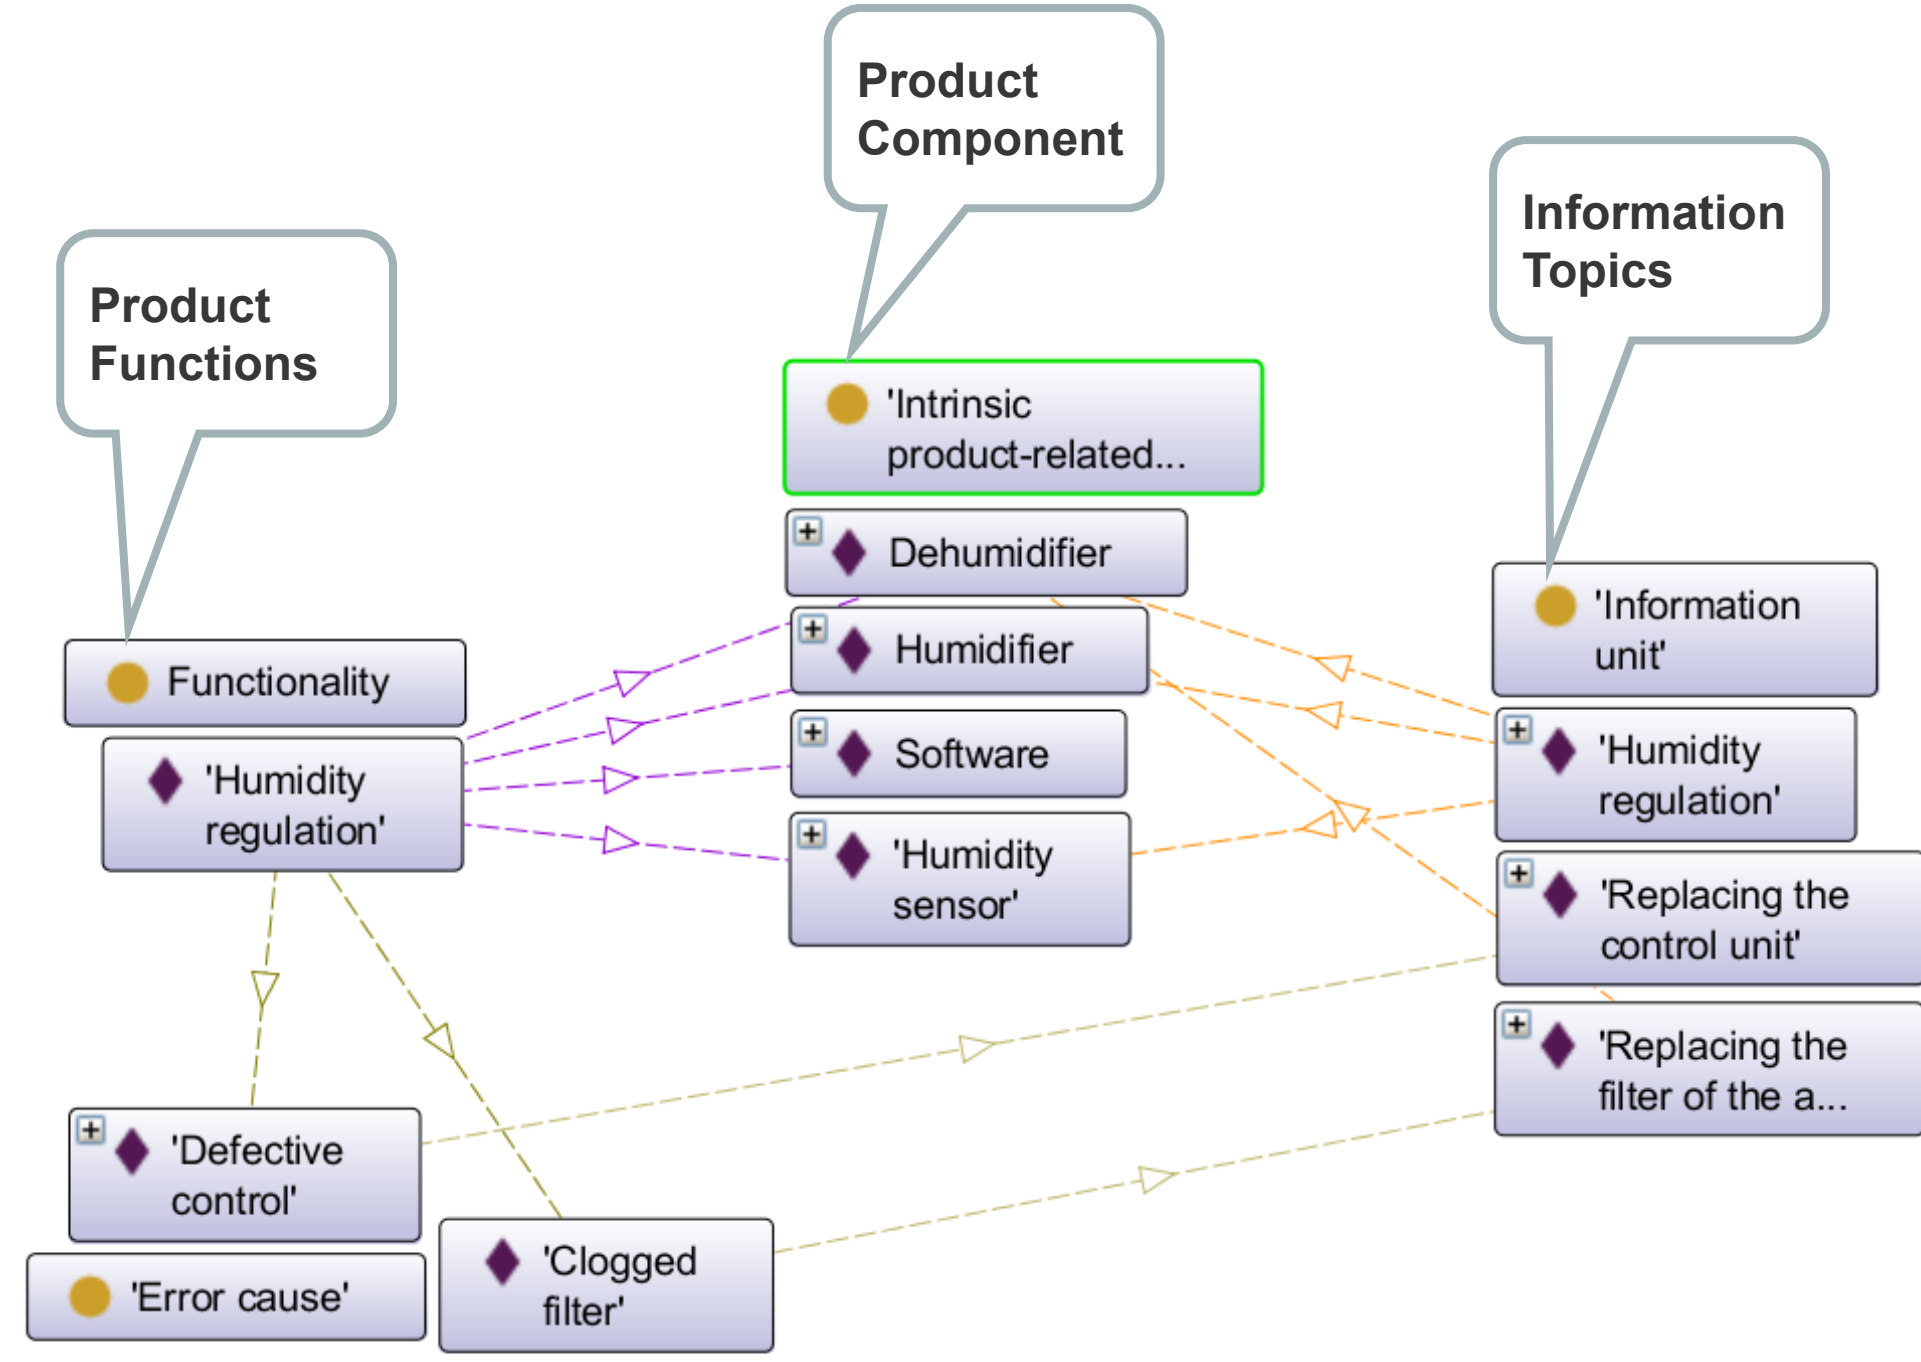 Product
Component
Information
Topics
Product
Functions
'Intrinsic
product-related...
Dehumidifier
Humidifier
Software
'Humidity
sensor'
'Information
unit'
'Humidity
regulation'
'Replacing the
control unit'
'Replacing the
filter of the a...
Functionality
'Humidity
regulation'
'Defective
control'
'Error cause'
'Clogged
filter'